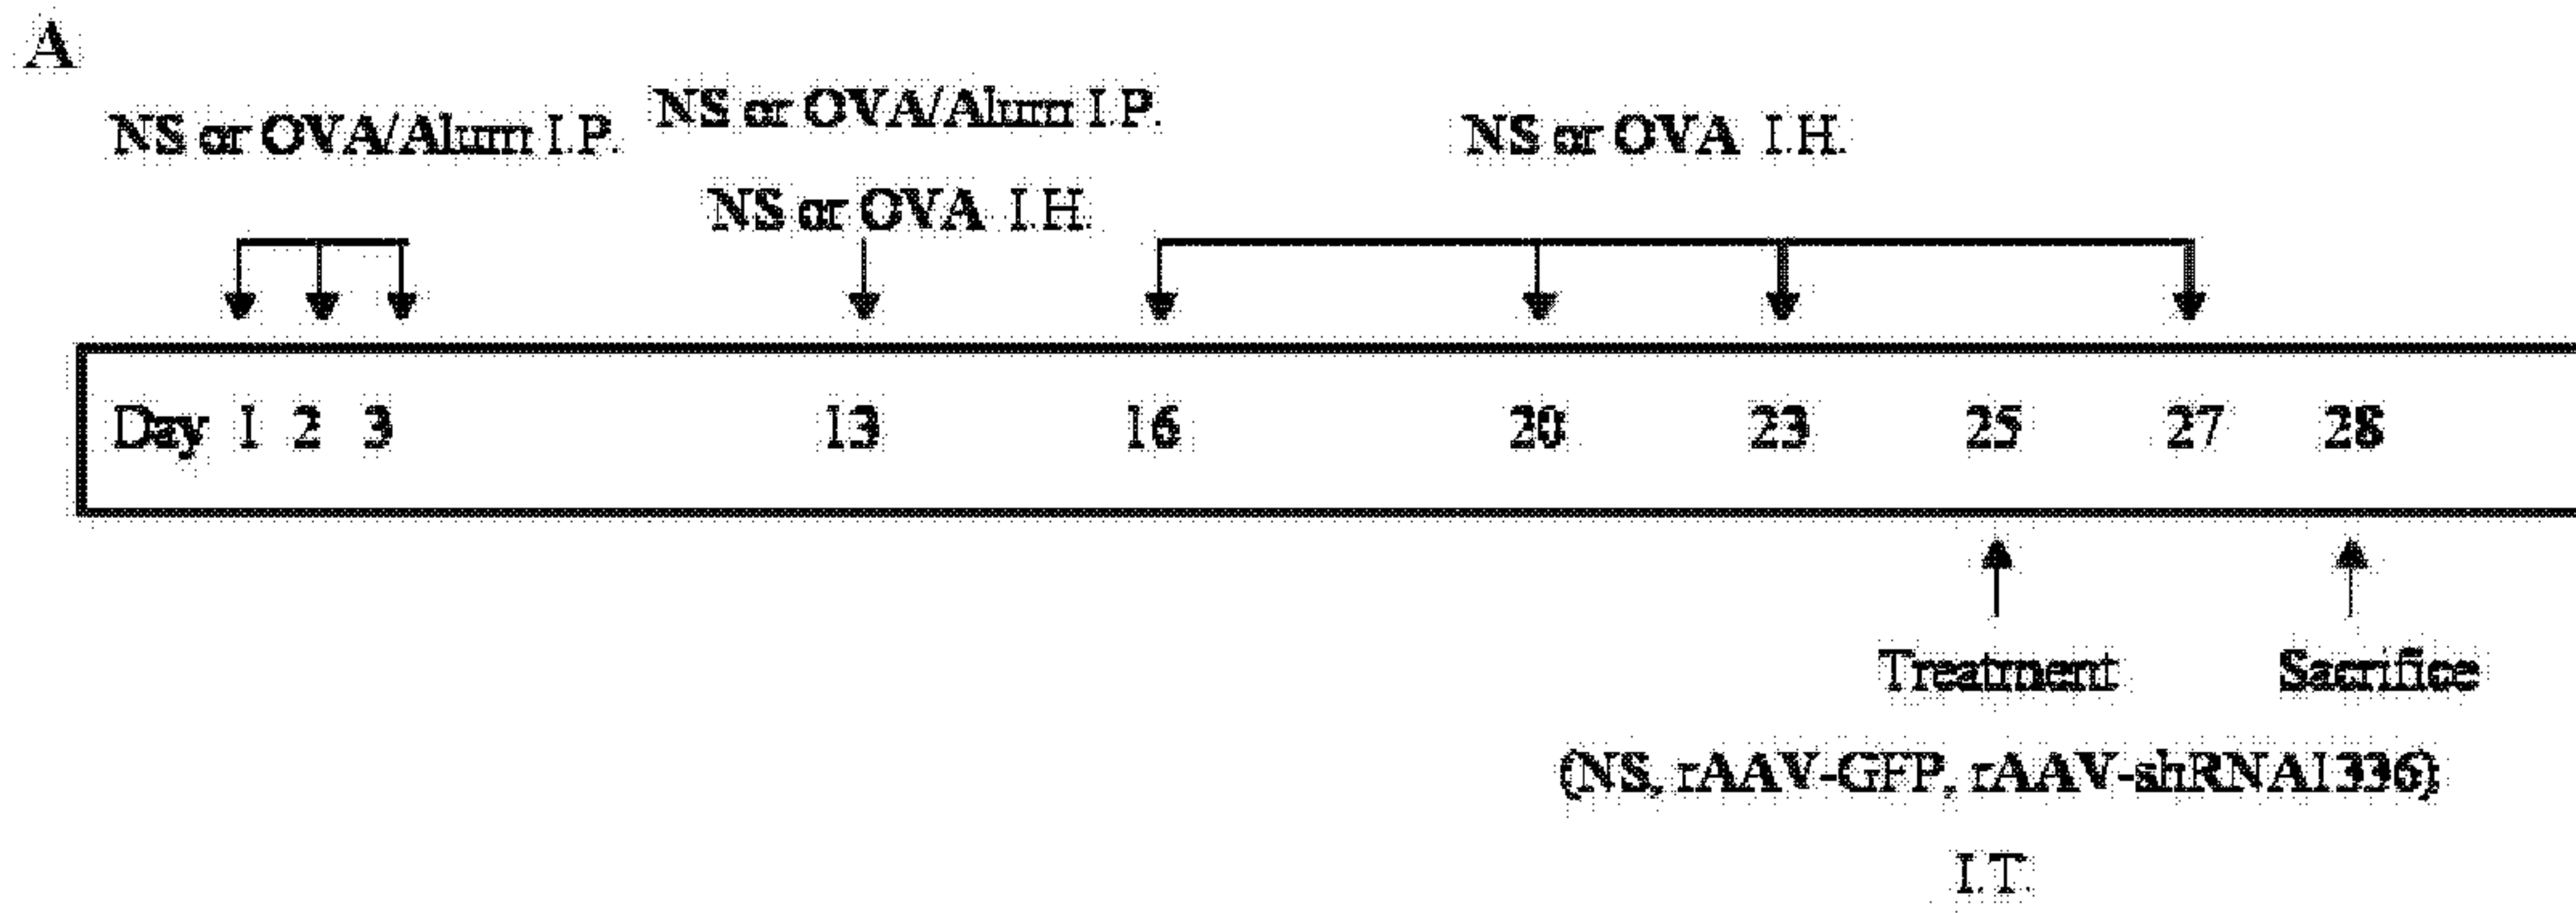 A
NS or OVA/Alum I.P.
NS or OVA/Alum I.P.
NS or OVA I.H.
NS or OVA I.H.
Day 1 2 3 13 16 20 23 25 27 28
Treatment
Sacrifice
(NS, rAAV-GFP, rAAV-shRNA1336)
I.T.